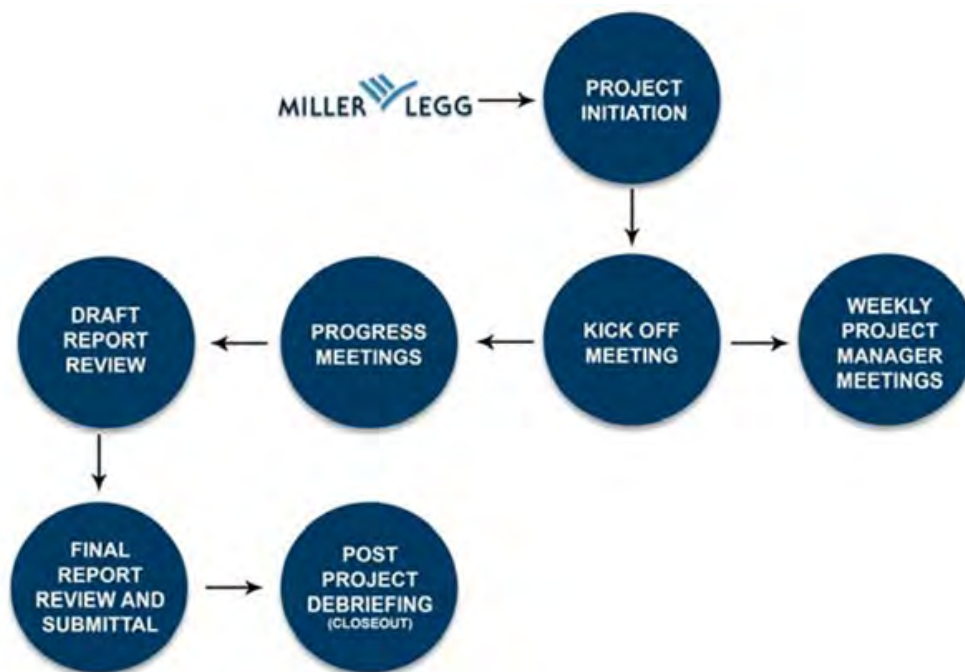 MILLER LEGG
PROJECT
INITIATION
DRAFT
REPORT
REVIEW
PROGRESS
MEETINGS
KICK OFF
MEETING
WEEKLY
PROJECT
MANAGER
MEETINGS
FINAL
REPORT
REVIEW AND
SUBMITTAL
POST
PROJECT
DEBRIEFING
(CLOSEOUT)